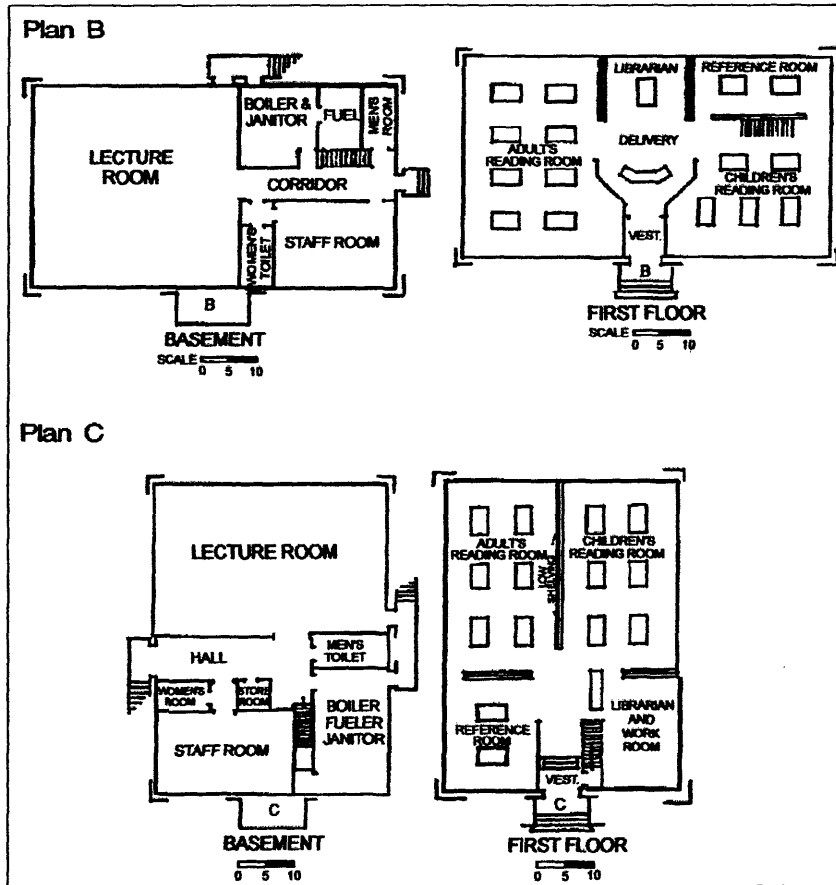 Plan B
LECTURE
ROOM
BOILER &
JANITOR
FUEL
MEN'S
ROOM
CORRIDOR
WOMEN'S
TOILET
STAFF ROOM
B
BASEMENT
SCALE
0 5 10
LIBRARIAN
REFERENCE ROOM
DELIVERY
ADULT'S
READING ROOM
CHILDREN'S
READING ROOM
VEST.
B
FIRST FLOOR
SCALE
0 5 10
Plan C
LECTURE ROOM
HALL
MEN'S
TOILET
WOMEN'S
ROOM
STORE
ROOM
BOILER
FUELER
JANITOR
STAFF ROOM
C
BASEMENT
0 5 10
ADULT'S
READING ROOM
LOW
SHELVING
CHILDREN'S
READING ROOM
REFERENCE
ROOM
LIBRARIAN
AND
WORK
ROOM
VEST.
C
FIRST FLOOR
0 5 10